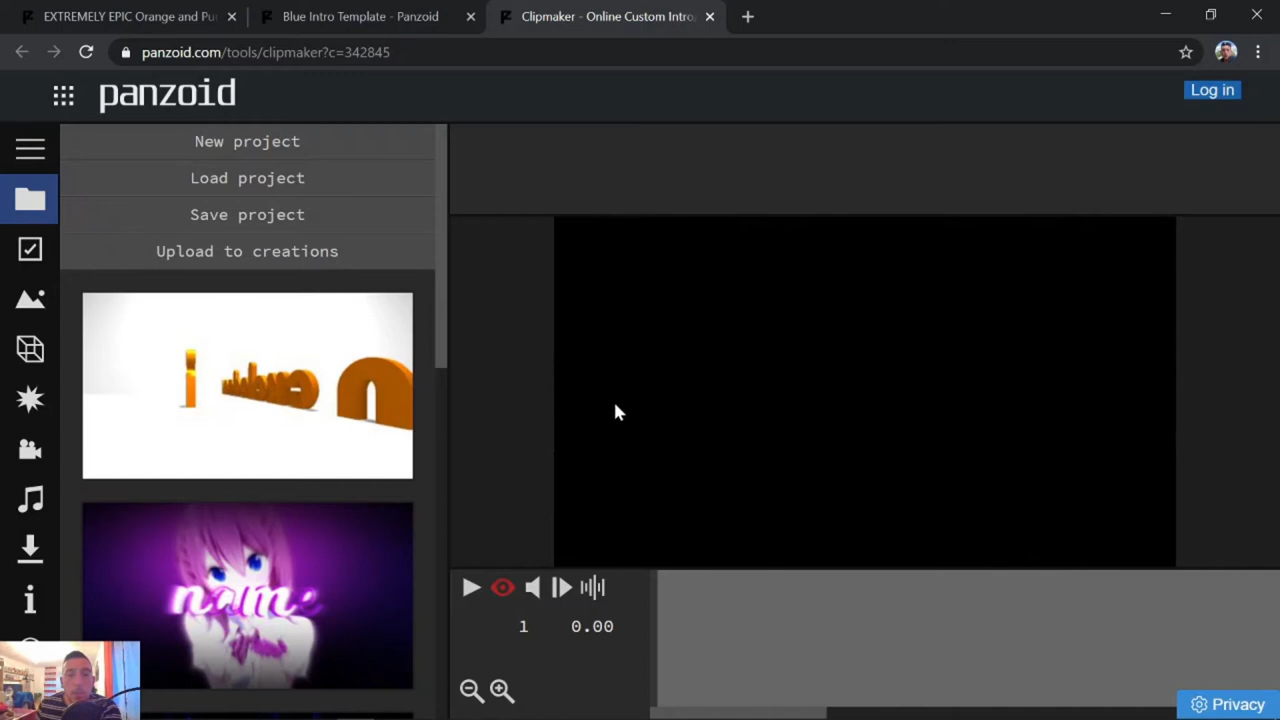 EXTREMELY EPIC Orange and Pu
Blue Intro Template - Panzoid
Clipmaker - Online Custom Intro
panzoid.com/tools/clipmaker?c=342845
panzoid
Log in
New project
Load project
Save project
Upload to creations
name
1 0.00
Privacy